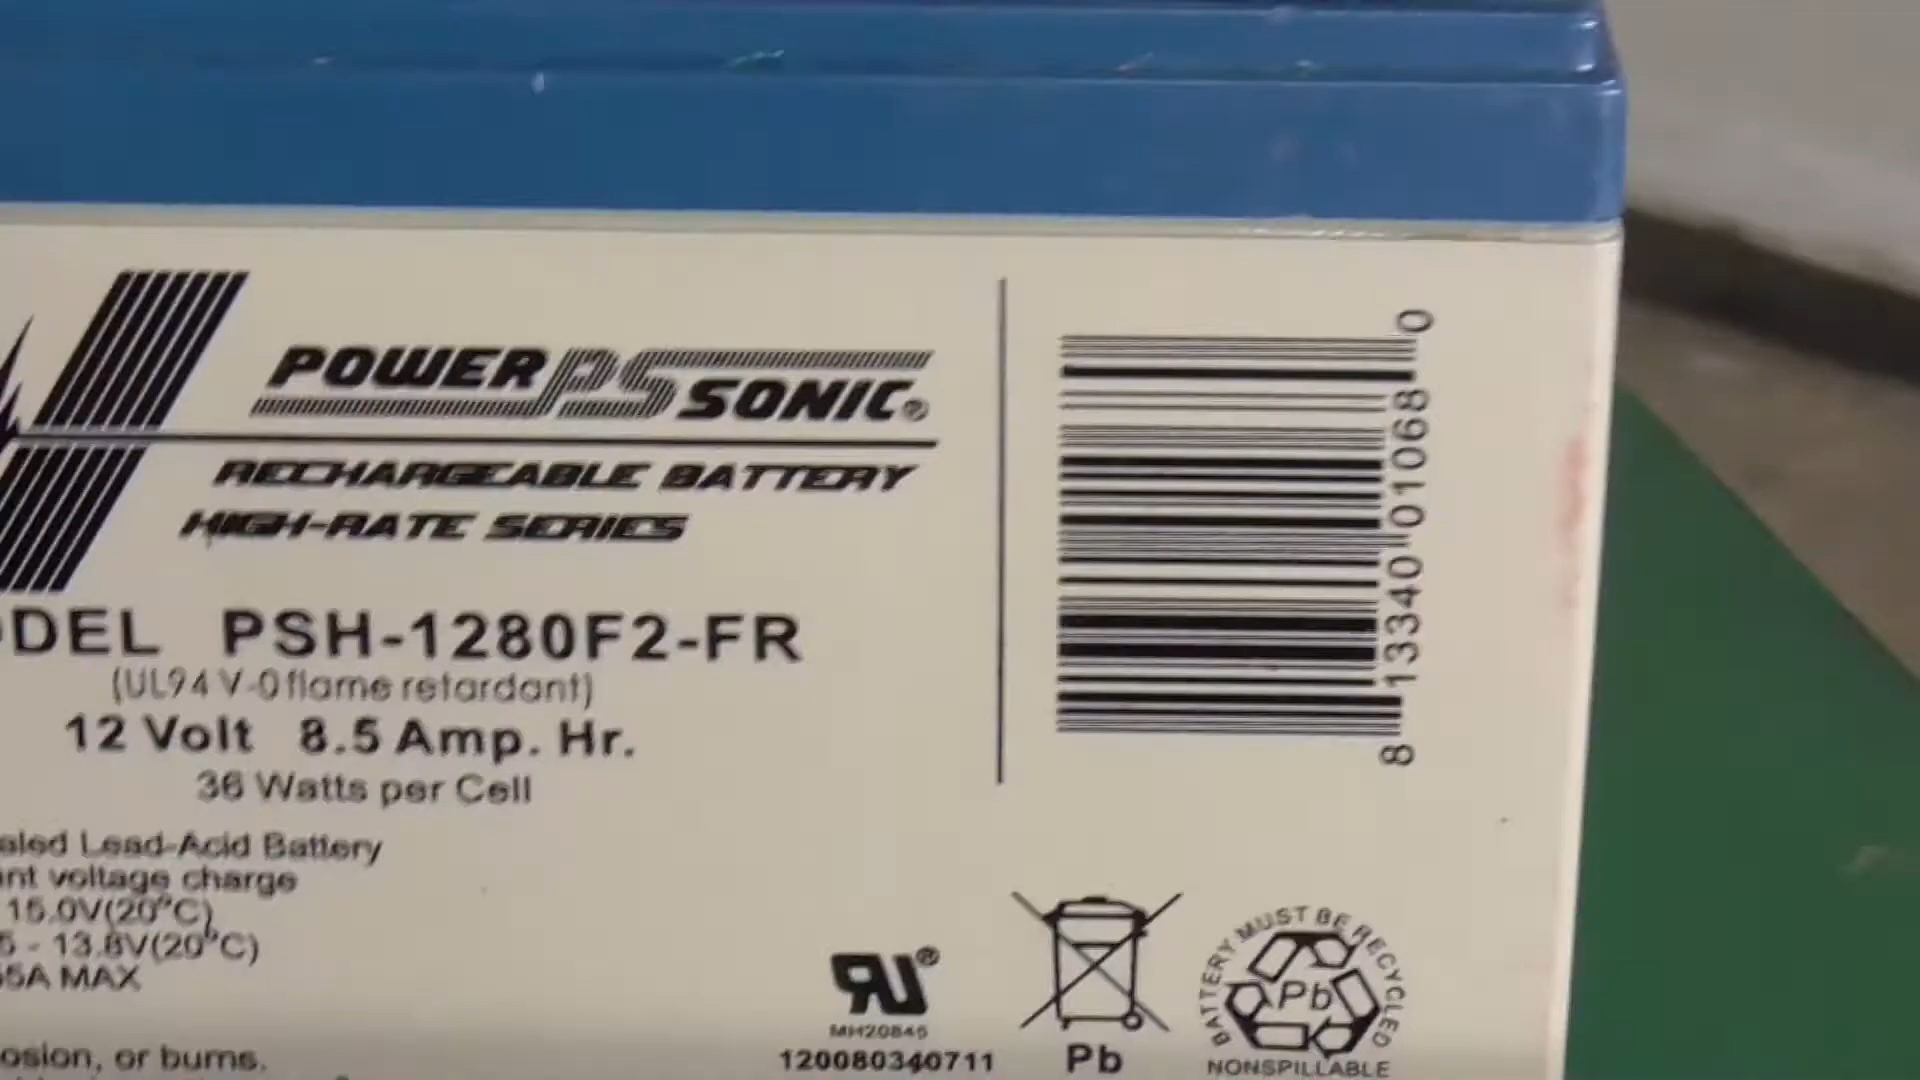 POWER PS SONIC®
RECHARGEABLE BATTERY
HIGH-RATE SERIES
DEL PSH-1280F2-FR
(UL94 V-0 flame retardant)
12 Volt 8.5 Amp. Hr.
36 Watts per Cell
aled Lead-Acid Battery
nt voltage charge
15.0V(20°C)
5 - 13.8V(20°C)
5A MAX
osion, or burns.
8 13340 01068 0
MH20845
120080340711
Pb
BATTERY MUST BE RECYCLED
Pb
NONSPILLABLE